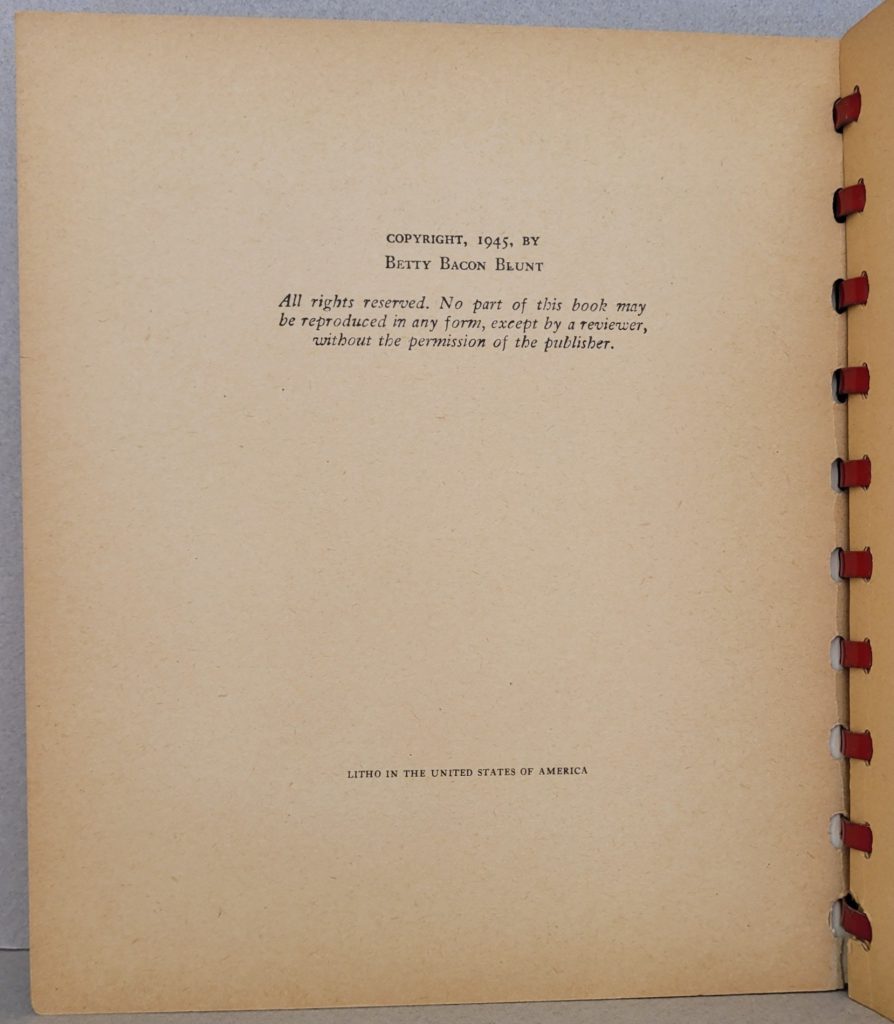 COPYRIGHT, 1945, BY
BETTY BACON BLUNT
All rights reserved. No part of this book may
be reproduced in any form, except by a reviewer,
without the permission of the publisher.
LITHO IN THE UNITED STATES OF AMERICA